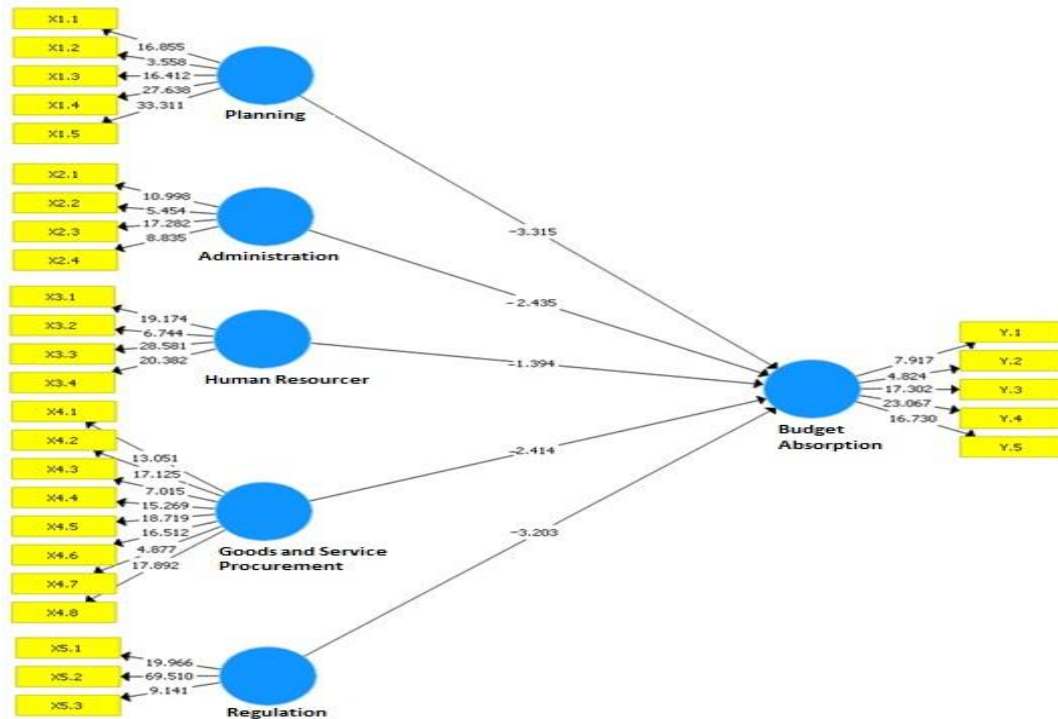 X1.1
X1.2
X1.3
X1.4
X1.5
16.855
3.558
16.412
27.638
33.311
Planning
X2.1
X2.2
X2.3
X2.4
10.998
5.454
17.282
8.835
Administration
X3.1
X3.2
X3.3
X3.4
19.174
6.744
28.581
20.382
Human Resourcer
X4.1
X4.2
X4.3
X4.4
X4.5
X4.6
X4.7
X4.8
13.051
17.125
7.015
15.269
18.719
16.512
4.877
17.892
Goods and Service
Procurement
X5.1
X5.2
X5.3
19.966
69.510
9.141
Regulation
-3.315
-2.435
-1.394
-2.414
-3.203
Budget
Absorption
7.917
4.824
17.302
23.067
16.730
Y.1
Y.2
Y.3
Y.4
Y.5